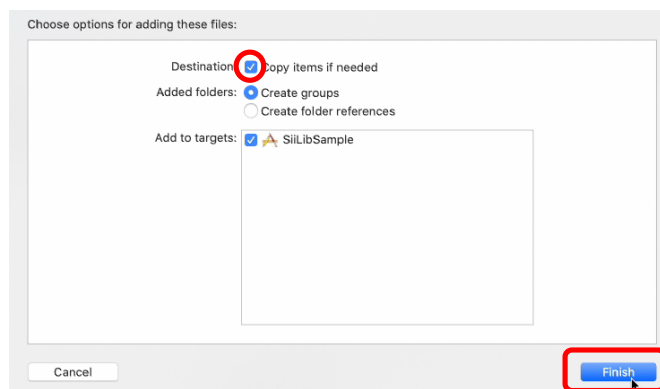 Choose options for adding these files:
Destination: Copy items if needed
Added folders: Create groups
Create folder references
Add to targets: SiiLibSample
Cancel Finish